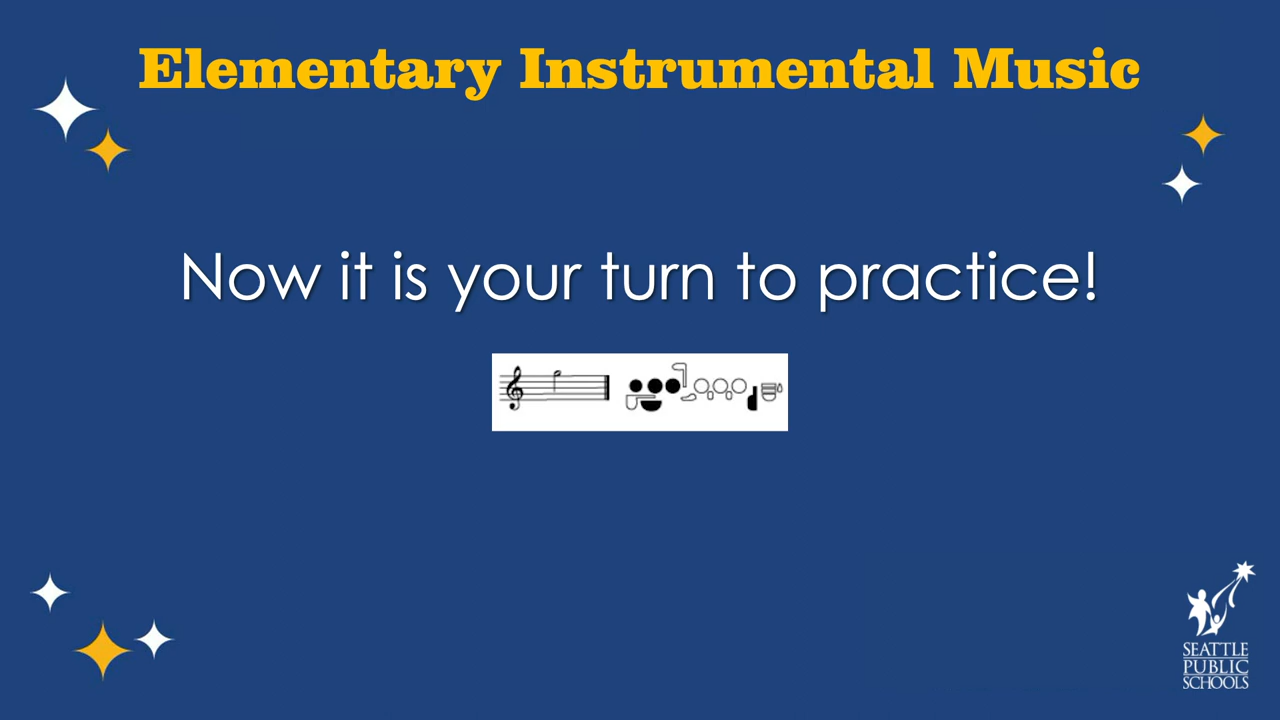 Elementary Instrumental Music
Now it is your turn to practice!
SEATTLE
PUBLIC
SCHOOLS